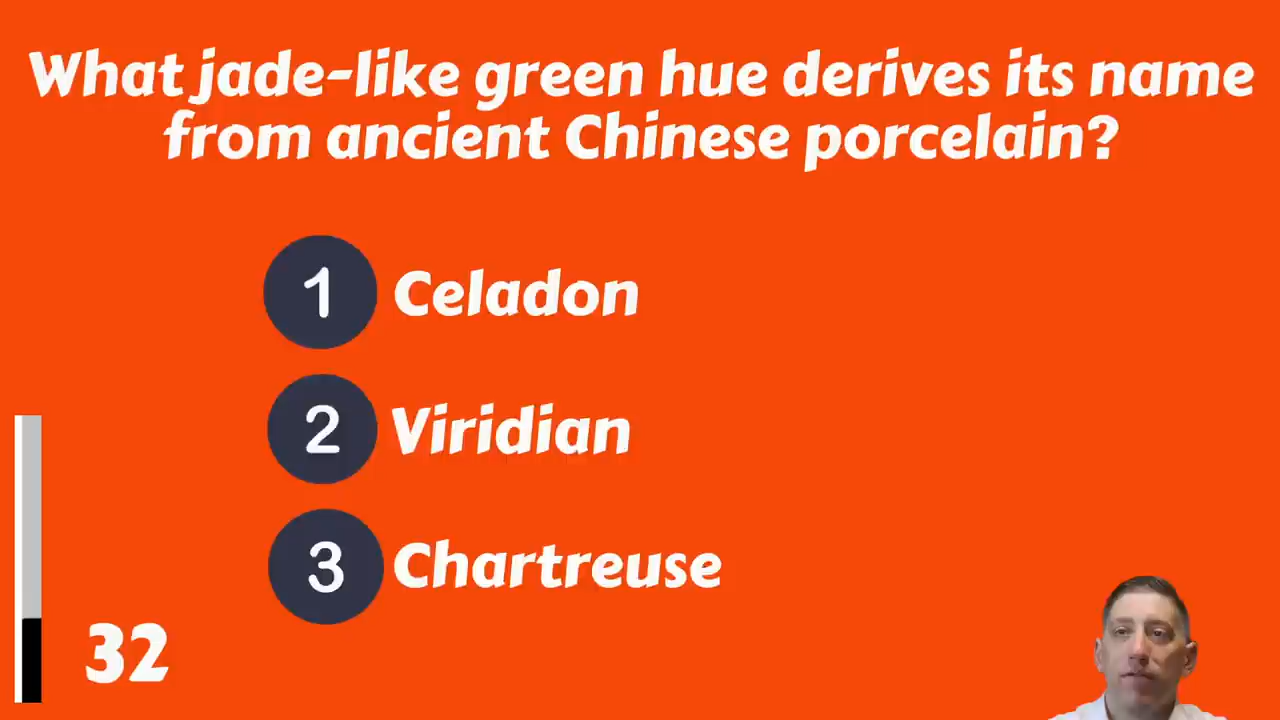 What jade-like green hue derives its name
from ancient Chinese porcelain?
1 Celadon
2 Viridian
3 Chartreuse
32